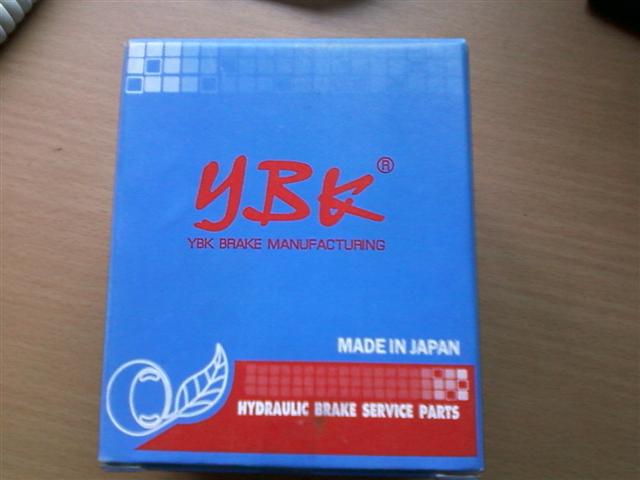 YBK®
YBK BRAKE MANUFACTURING
MADE IN JAPAN
HYDRAULIC BRAKE SERVICE PARTS